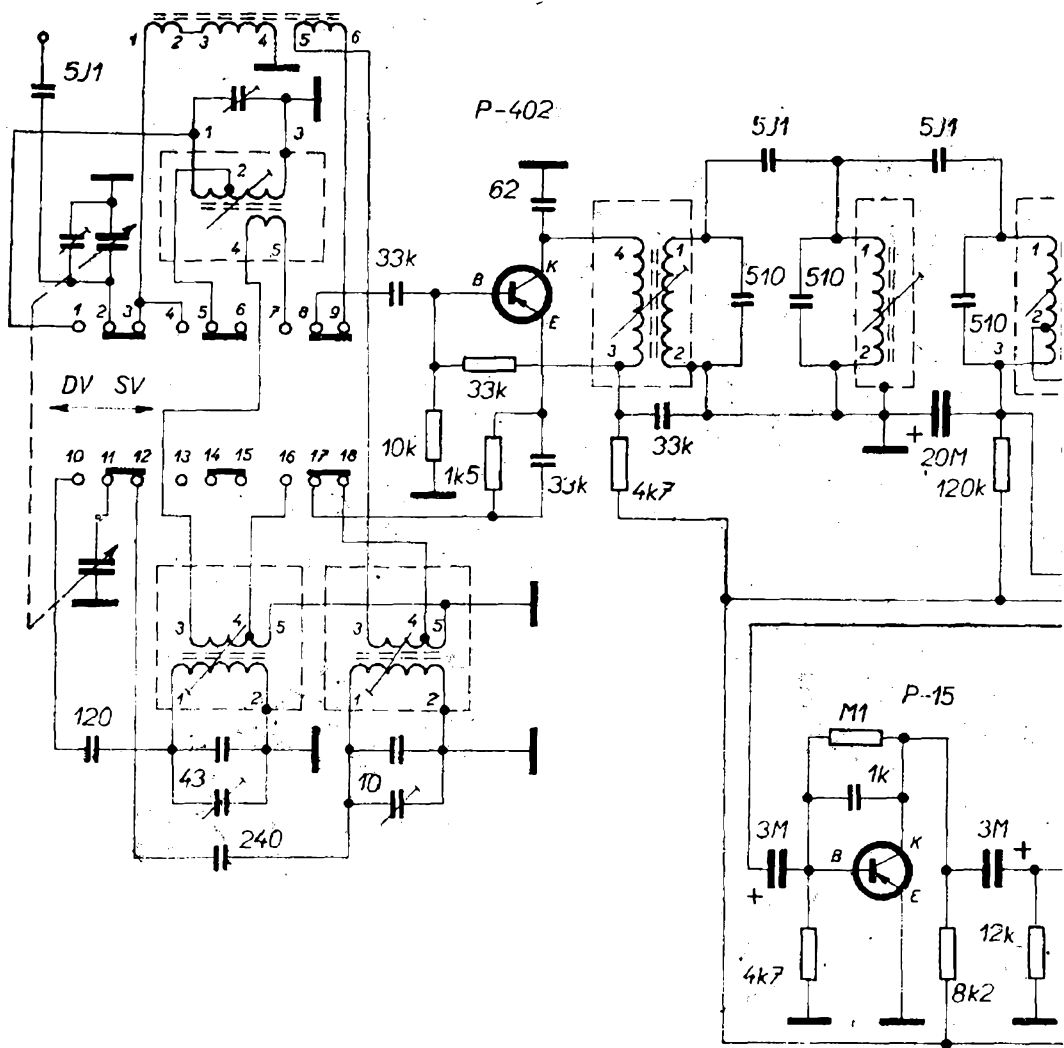 1 2 3 4 5 6
5J1
1 3
2
4 5
P-402
62
5J1 5J1
33k
B K E
4 1
3 2
510 510 510
1
2
1
2
3
1 2 3 4 5 6 7 8 9
DV SV
33k
10k
1k5
33k
33k
4k7
+ 20M
120k
10 11 12 13 14 15 16 17 18
3 4 5
1 2
3 4 5
1 2
120
43
10
240
P-15
M1
1k
3M
+
B K E
3M +
4k7
8k2
12k